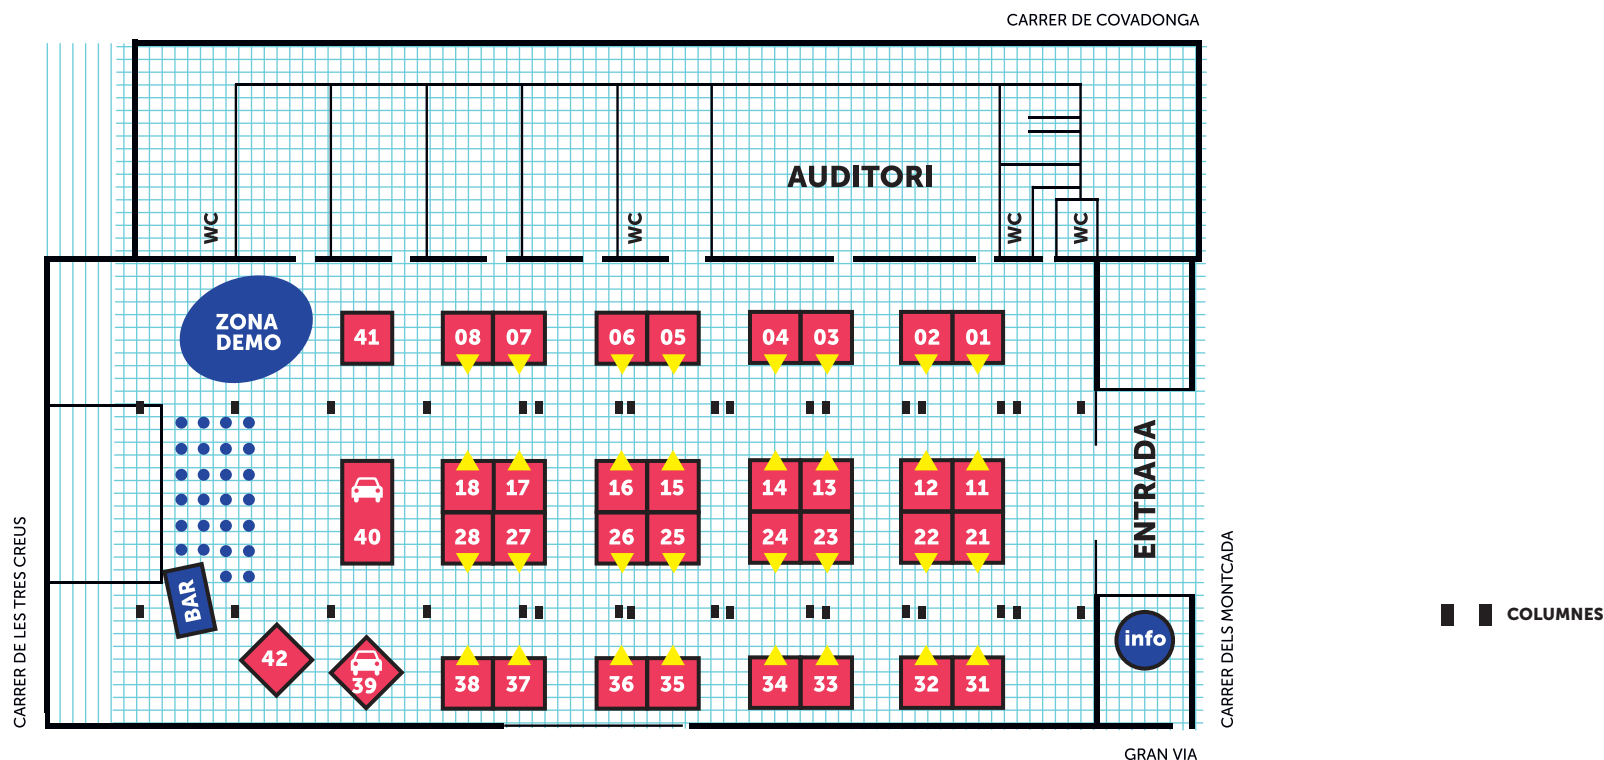 CARRER DE COVADONGA
AUDITORI
WC
WC
WC
WC
ZONA
DEMO
41
08
07
06
05
04
03
02
01
ENTRADA
18
17
16
15
14
13
12
11
40
28
27
26
25
24
23
22
21
CARRER DE LES TRES CREUS
CARRER DELS MONTCADA
BAR
COLUMNES
info
42
39
38
37
36
35
34
33
32
31
GRAN VIA